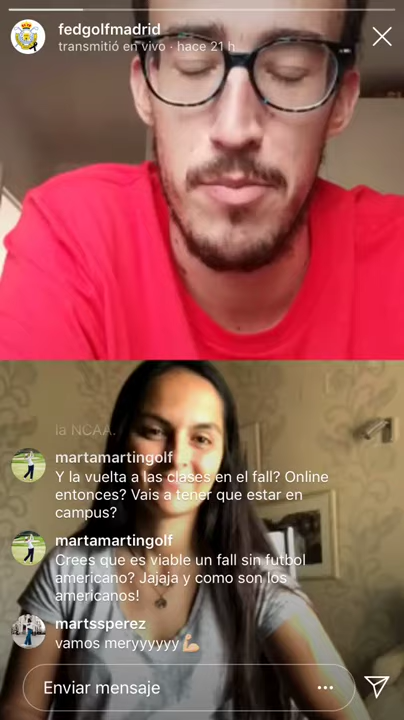 fedgolfmadrid
transmitió en vivo · hace 21 h
la NCAA.
martamartingolf
Y la vuelta a las clases en el fall? Online
entonces? Vais a tener que estar en
campus?
martamartingolf
Crees que es viable un fall sin futbol
americano? Jajaja y como son los
americanos!
martssperez
vamos meryyyyyy💪🏼
Enviar mensaje